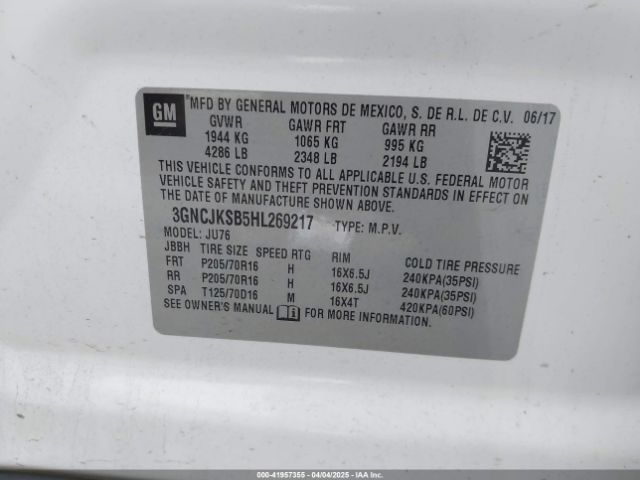 GM
*MFD BY GENERAL MOTORS DE MEXICO, S. DE R.L. DE C.V. 06/17
GVWR GAWR FRT GAWR RR
1944 KG 1065 KG 995 KG
4286 LB 2348 LB 2194 LB
THIS VEHICLE CONFORMS TO ALL APPLICABLE U.S. FEDERAL MOTOR
VEHICLE SAFETY AND THEFT PREVENTION STANDARDS IN EFFECT ON
THE DATE OF MANUFACTURE SHOWN ABOVE.
3GNCJKSB5HL269217 TYPE: M.P.V.
MODEL: JU76
JBBH TIRE SIZE SPEED RTG RIM COLD TIRE PRESSURE
FRT P205/70R16 H 16X6.5J 240KPA(35PSI)
RR P205/70R16 H 16X6.5J 240KPA(35PSI)
SPA T125/70D16 M 16X4T 420KPA(60PSI)
SEE OWNER'S MANUAL FOR MORE INFORMATION.
000-41957355 - 04/04/2025 - IAAI.COM